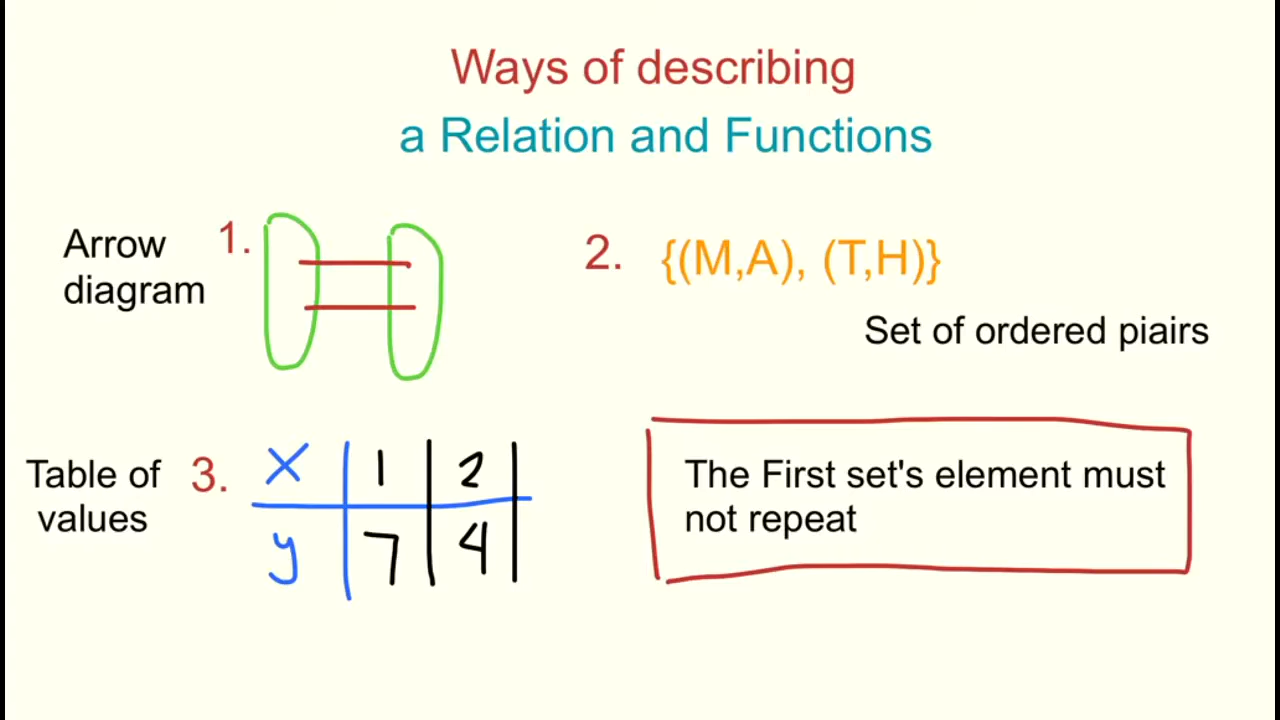 Ways of describing
a Relation and Functions
Arrow 1.
diagram
2. {(M,A), (T,H)}
Set of ordered piairs
Table of 3.
values
x 1 2
y 7 4
The First set's element must
not repeat